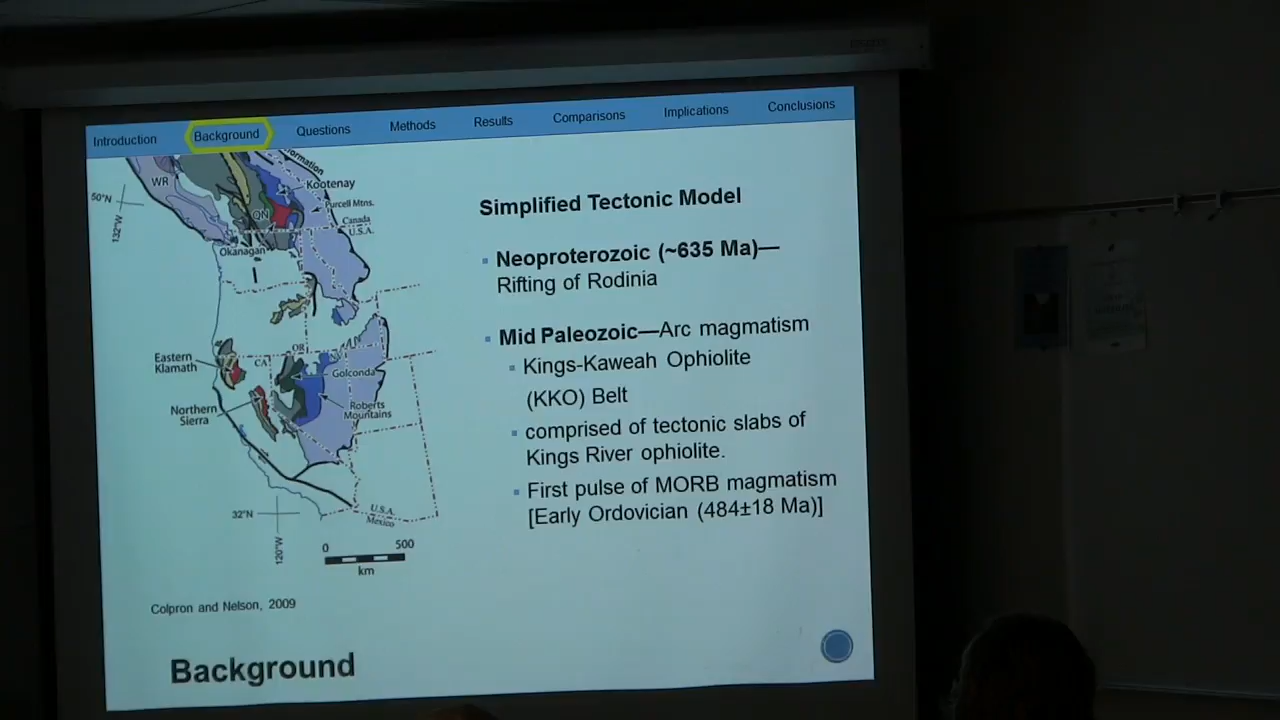 Introduction
Background
Questions
Methods
Results
Comparisons
Implications
Conclusions
WR
Kootenay
50°N
Purcell Mtns.
132°W
QN
Canada
U.S.A.
Okanagan
Eastern
Klamath
OR
CA
NV
Golconda
Northern
Sierra
Roberts
Mountains
32°N
U.S.A.
Mexico
120°W
0
500
km
Colpron and Nelson, 2009
Background
Simplified Tectonic Model
Neoproterozoic (~635 Ma)—
Rifting of Rodinia
Mid Paleozoic—Arc magmatism
Kings-Kaweah Ophiolite
(KKO) Belt
comprised of tectonic slabs of
Kings River ophiolite.
First pulse of MORB magmatism
[Early Ordovician (484±18 Ma)]